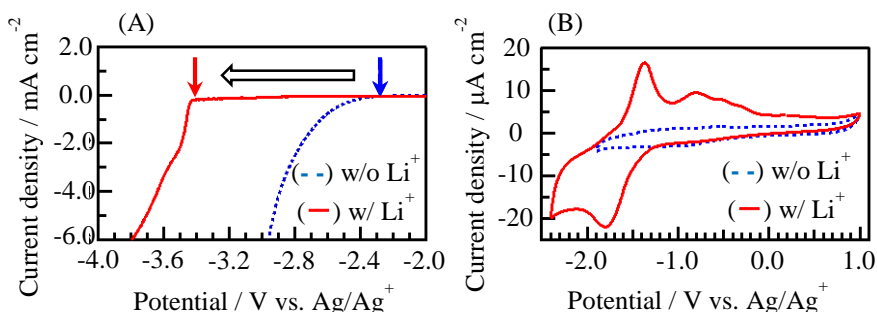 (A)
Current density / mA cm-2
2.0
0.0
-2.0
-4.0
-6.0
(---) w/o Li+
(—) w/ Li+
-4.0 -3.6 -3.2 -2.8 -2.4 -2.0
Potential / V vs. Ag/Ag+
(B)
Current density / μA cm-2
20
10
0
-10
-20
(---) w/o Li+
(—) w/ Li+
-2.0 -1.0 0.0 1.0
Potential / V vs. Ag/Ag+